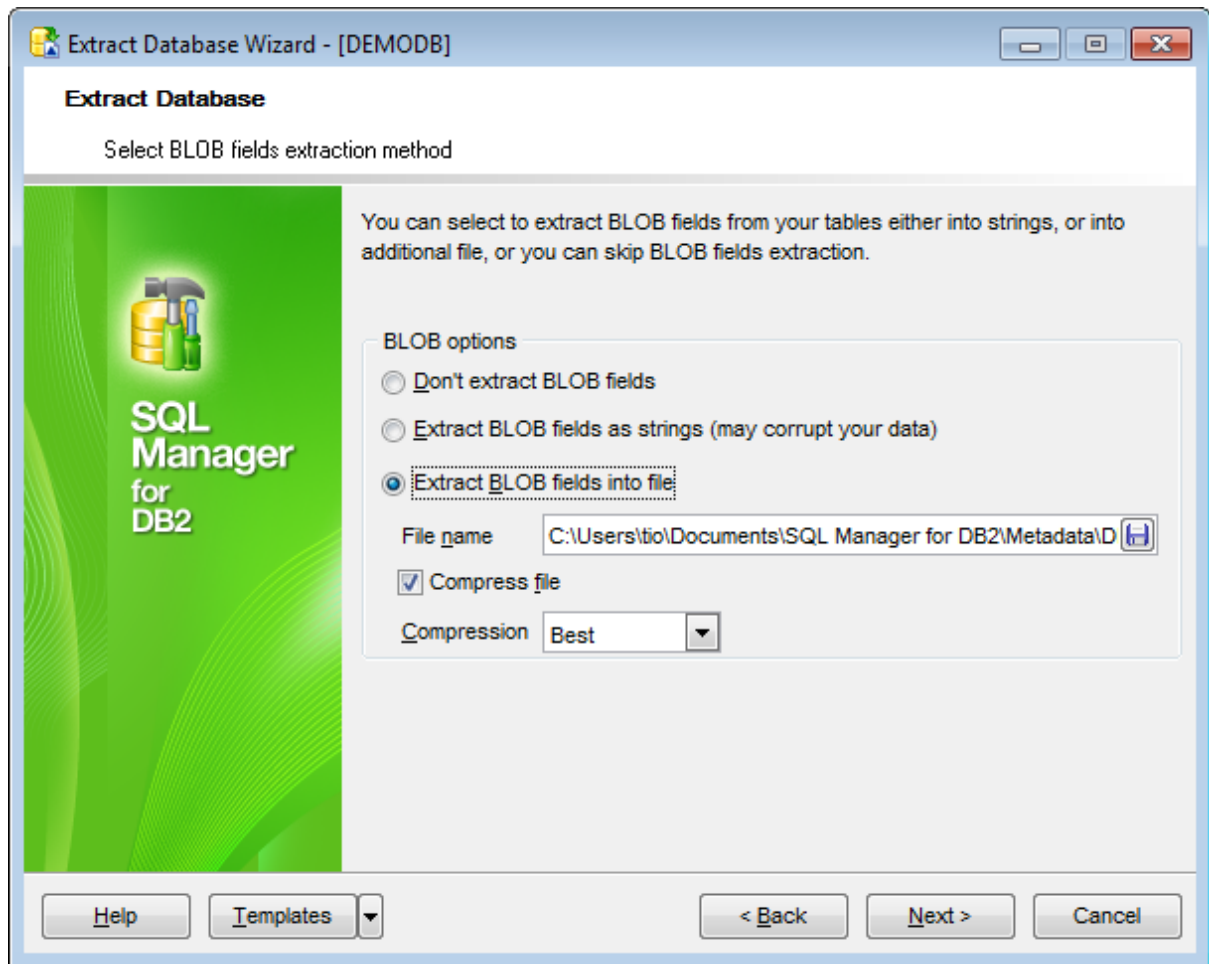 Extract Database Wizard - [DEMODB]
Extract Database
Select BLOB fields extraction method
You can select to extract BLOB fields from your tables either into strings, or into
additional file, or you can skip BLOB fields extraction.
SQL
Manager
for
DB2
BLOB options
Don't extract BLOB fields
Extract BLOB fields as strings (may corrupt your data)
Extract BLOB fields into file
File name C:\Users\tio\Documents\SQL Manager for DB2\Metadata\D
Compress file
Compression Best
Help Templates < Back Next > Cancel